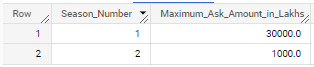 Row Season_Number Maximum_Ask_Amount_in_Lakhs
1 1 30000.0
2 2 1000.0